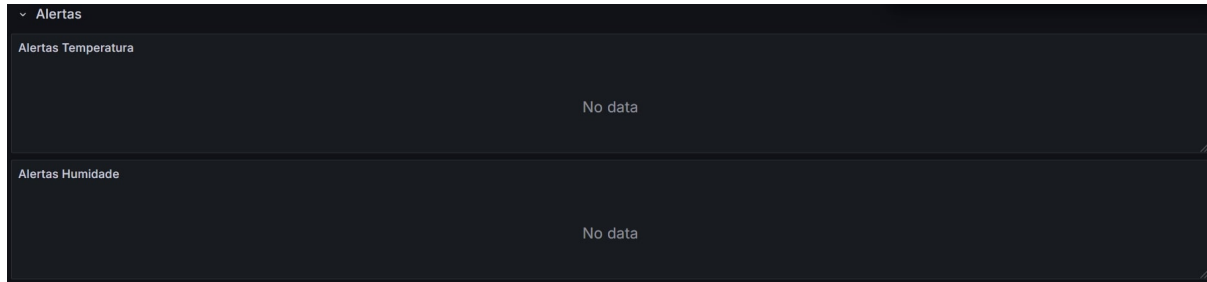 Alertas
Alertas Temperatura
No data
Alertas Humidade
No data